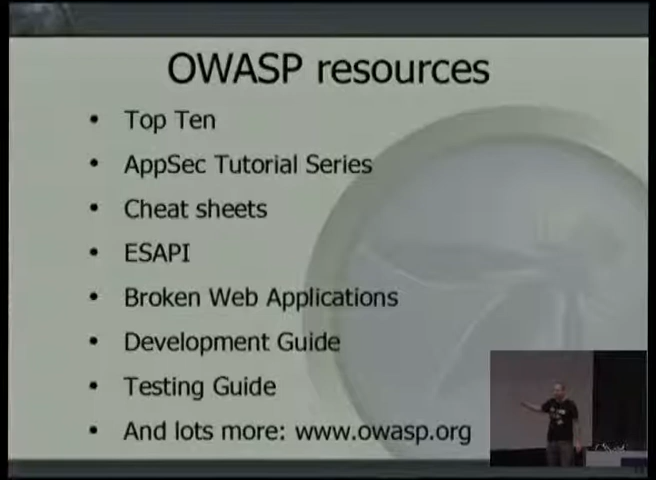 OWASP resources
• Top Ten
• AppSec Tutorial Series
• Cheat sheets
• ESAPI
• Broken Web Applications
• Development Guide
• Testing Guide
• And lots more: www.owasp.org